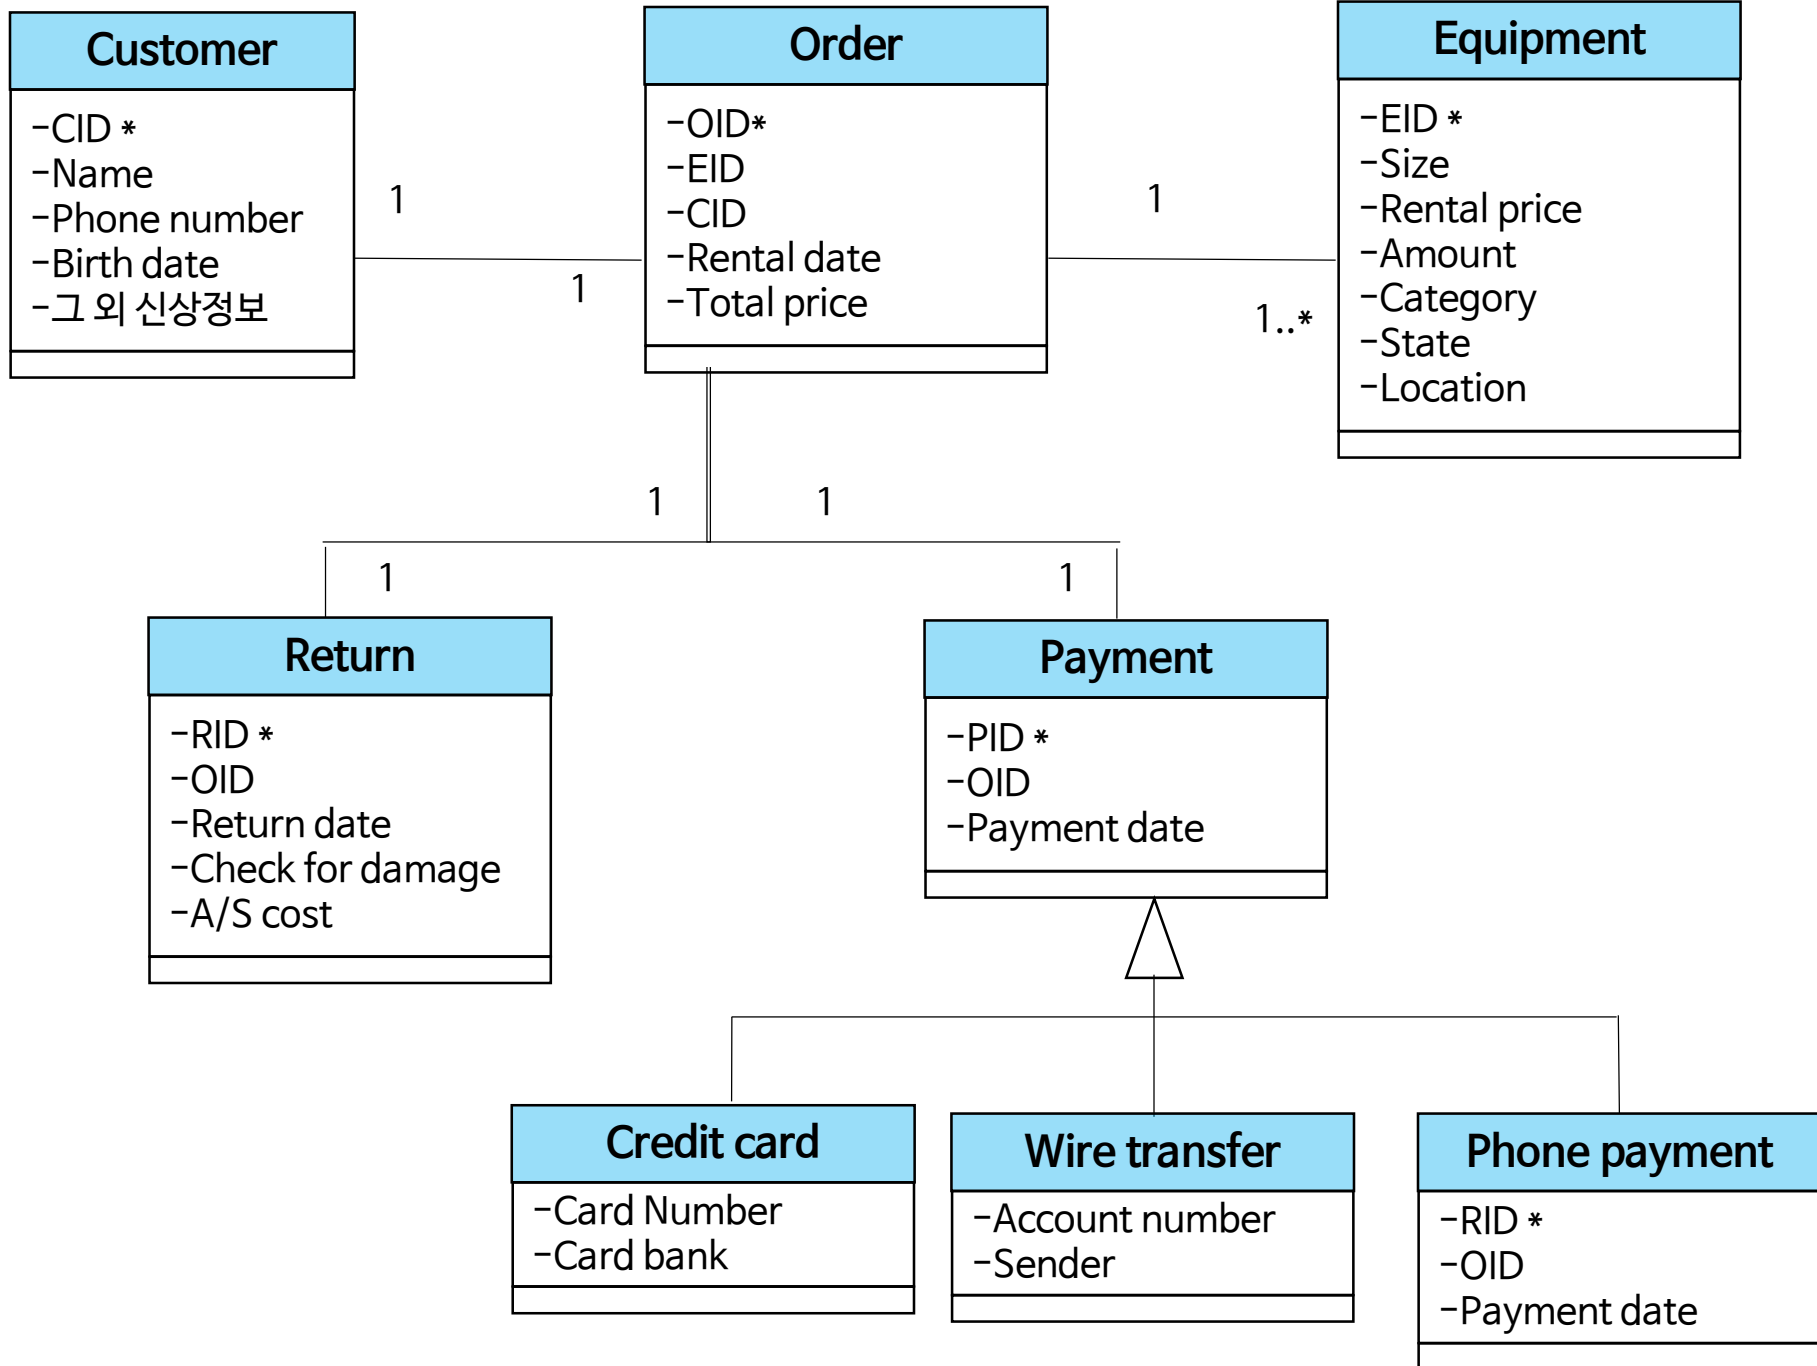 Customer
-CID *
-Name
-Phone number
-Birth date
-그 외 신상정보
1
1
Order
-OID*
-EID
-CID
-Rental date
-Total price
1
1..*
Equipment
-EID *
-Size
-Rental price
-Amount
-Category
-State
-Location
1
1
1
1
Return
-RID *
-OID
-Return date
-Check for damage
-A/S cost
Payment
-PID *
-OID
-Payment date
Credit card
-Card Number
-Card bank
Wire transfer
-Account number
-Sender
Phone payment
-RID *
-OID
-Payment date